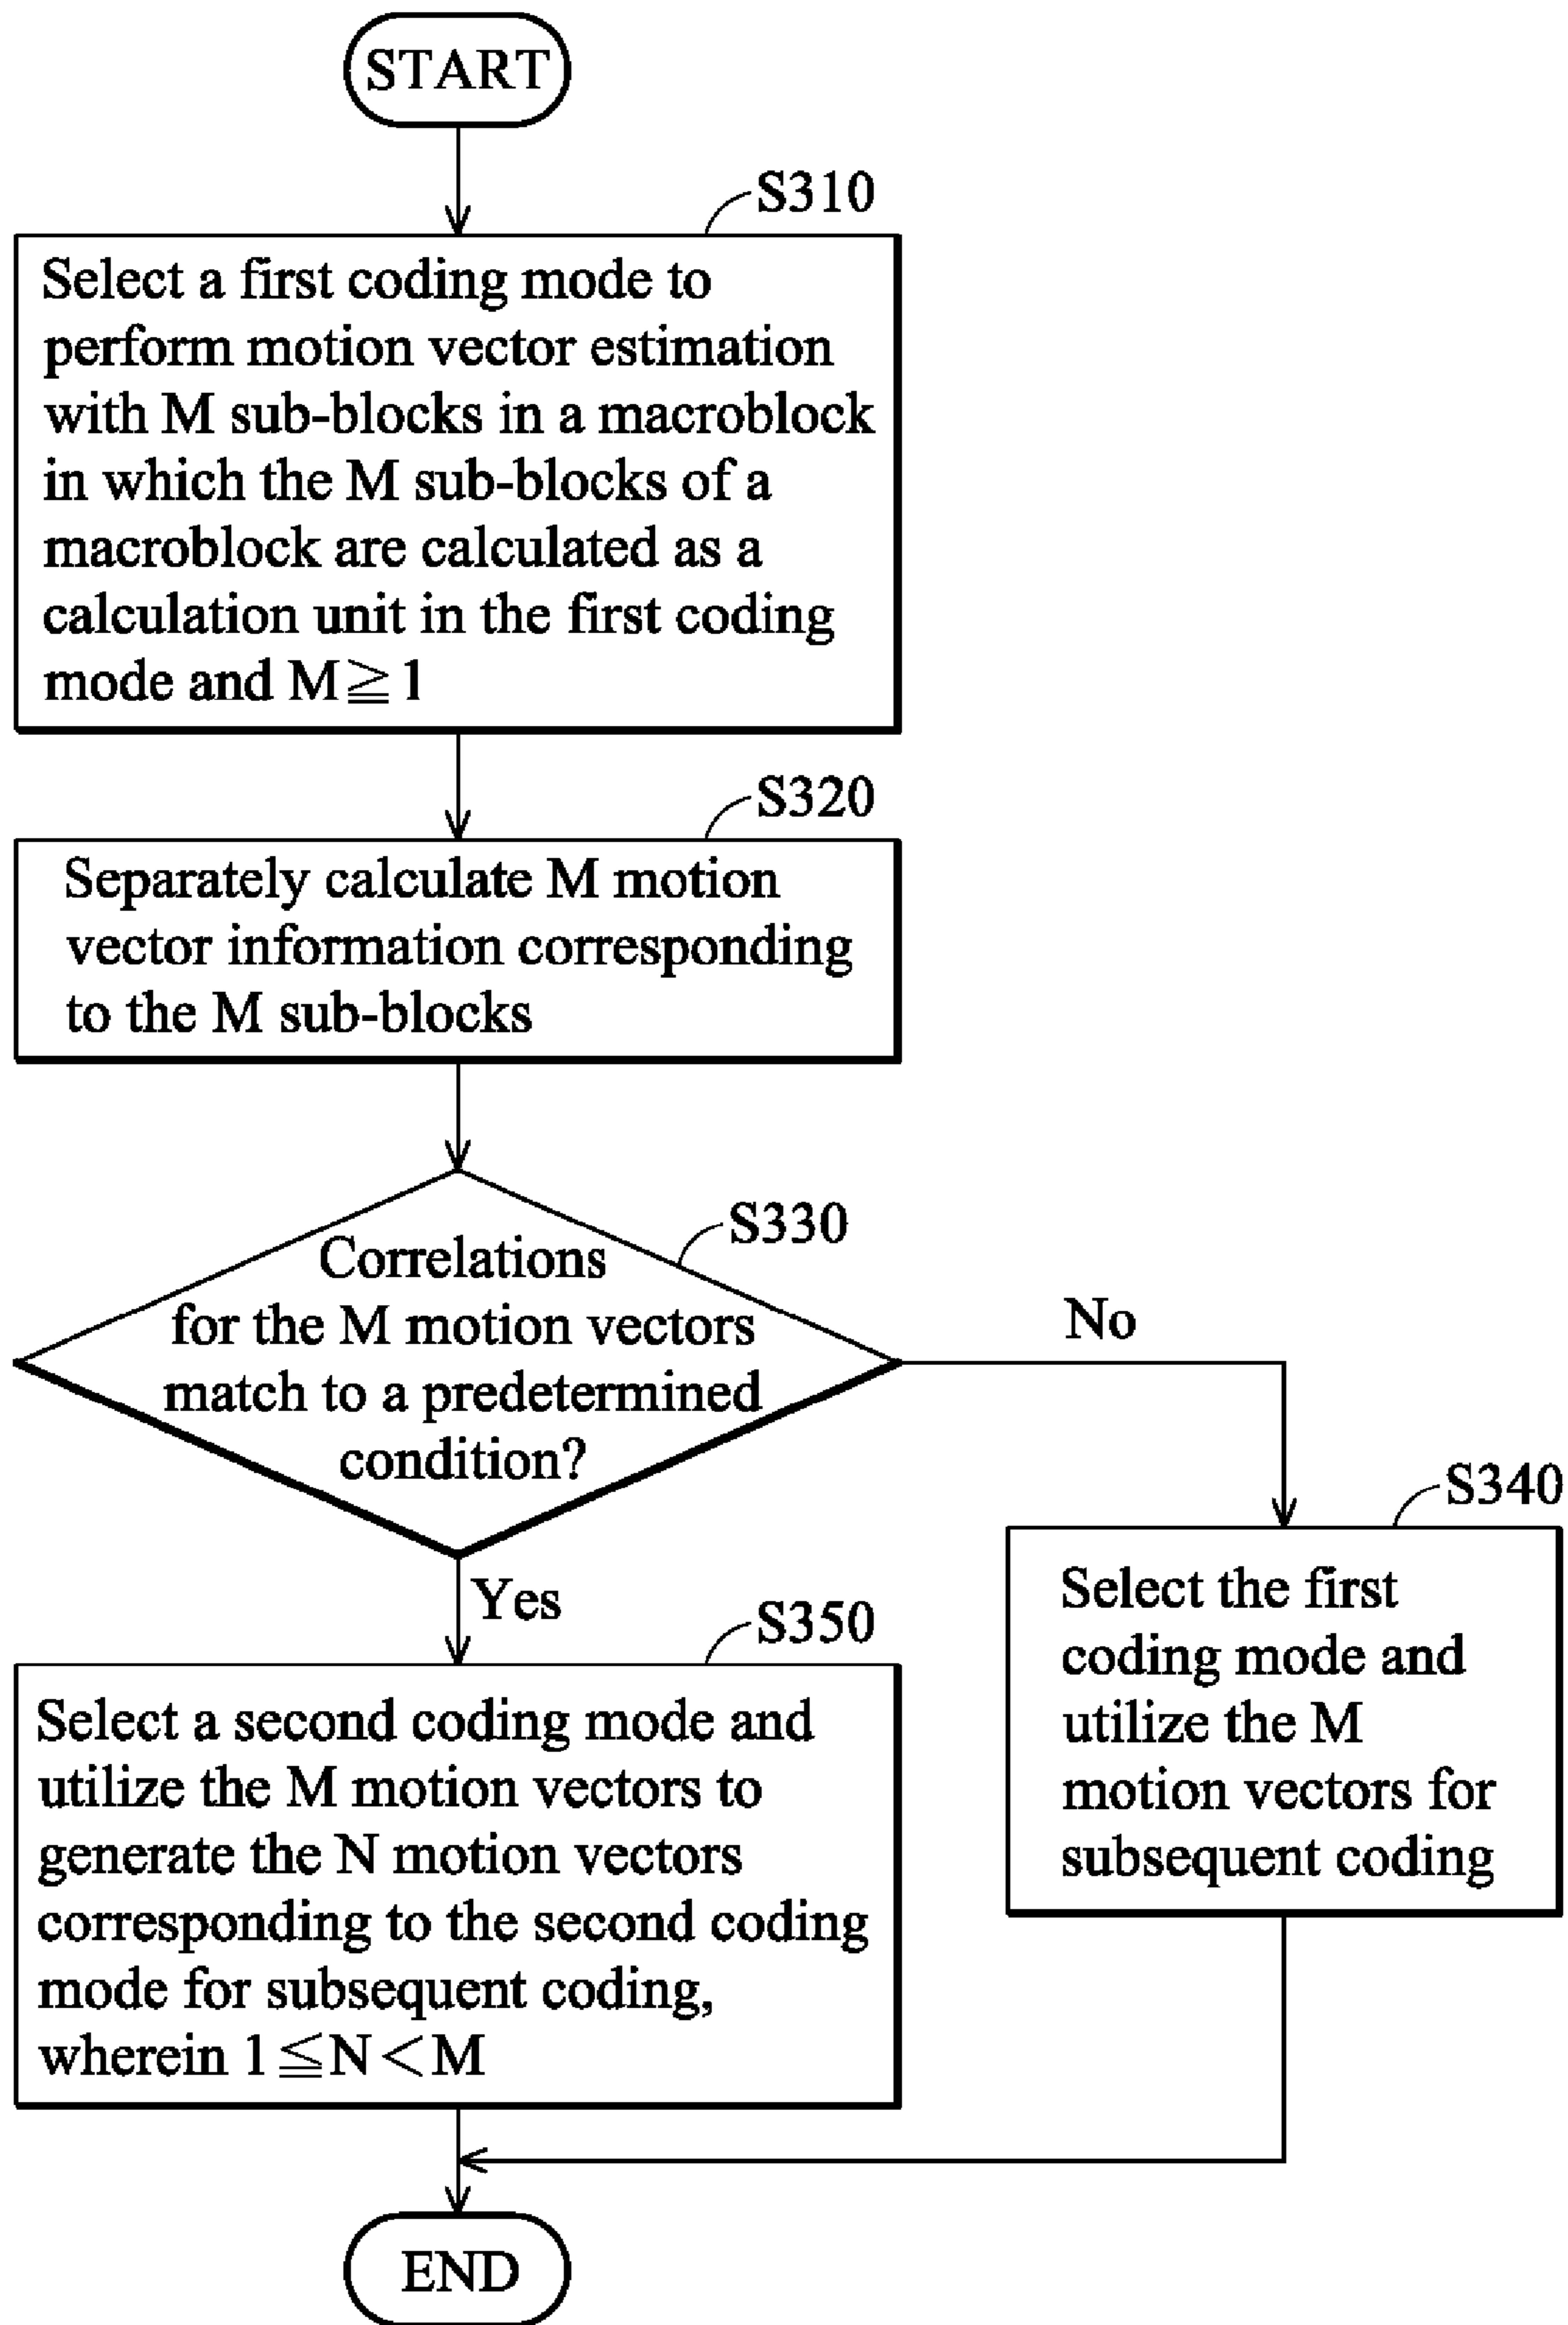 START
S310
Select a first coding mode to
perform motion vector estimation
with M sub-blocks in a macroblock
in which the M sub-blocks of a
macroblock are calculated as a
calculation unit in the first coding
mode and M≧1
S320
Separately calculate M motion
vector information corresponding
to the M sub-blocks
S330
Correlations
for the M motion vectors
match to a predetermined
condition?
No
S340
Select the first
coding mode and
utilize the M
motion vectors for
subsequent coding
Yes
S350
Select a second coding mode and
utilize the M motion vectors to
generate the N motion vectors
corresponding to the second coding
mode for subsequent coding,
wherein 1≦N<M
END